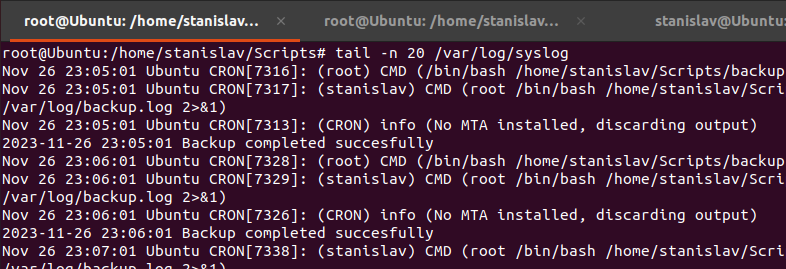 root@Ubuntu: /home/stanislav/... × root@Ubuntu: /home/stanislav... × stanislav@Ubuntu:
root@Ubuntu:/home/stanislav/Scripts# tail -n 20 /var/log/syslog
Nov 26 23:05:01 Ubuntu CRON[7316]: (root) CMD (/bin/bash /home/stanislav/Scripts/backup
Nov 26 23:05:01 Ubuntu CRON[7317]: (stanislav) CMD (root /bin/bash /home/stanislav/Scri
/var/log/backup.log 2>&1)
Nov 26 23:05:01 Ubuntu CRON[7313]: (CRON) info (No MTA installed, discarding output)
2023-11-26 23:05:01 Backup completed succesfully
Nov 26 23:06:01 Ubuntu CRON[7328]: (root) CMD (/bin/bash /home/stanislav/Scripts/backup
Nov 26 23:06:01 Ubuntu CRON[7329]: (stanislav) CMD (root /bin/bash /home/stanislav/Scri
/var/log/backup.log 2>&1)
Nov 26 23:06:01 Ubuntu CRON[7326]: (CRON) info (No MTA installed, discarding output)
2023-11-26 23:06:01 Backup completed succesfully
Nov 26 23:07:01 Ubuntu CRON[7338]: (stanislav) CMD (root /bin/bash /home/stanislav/Scri
/var/log/backup.log 2>&1)